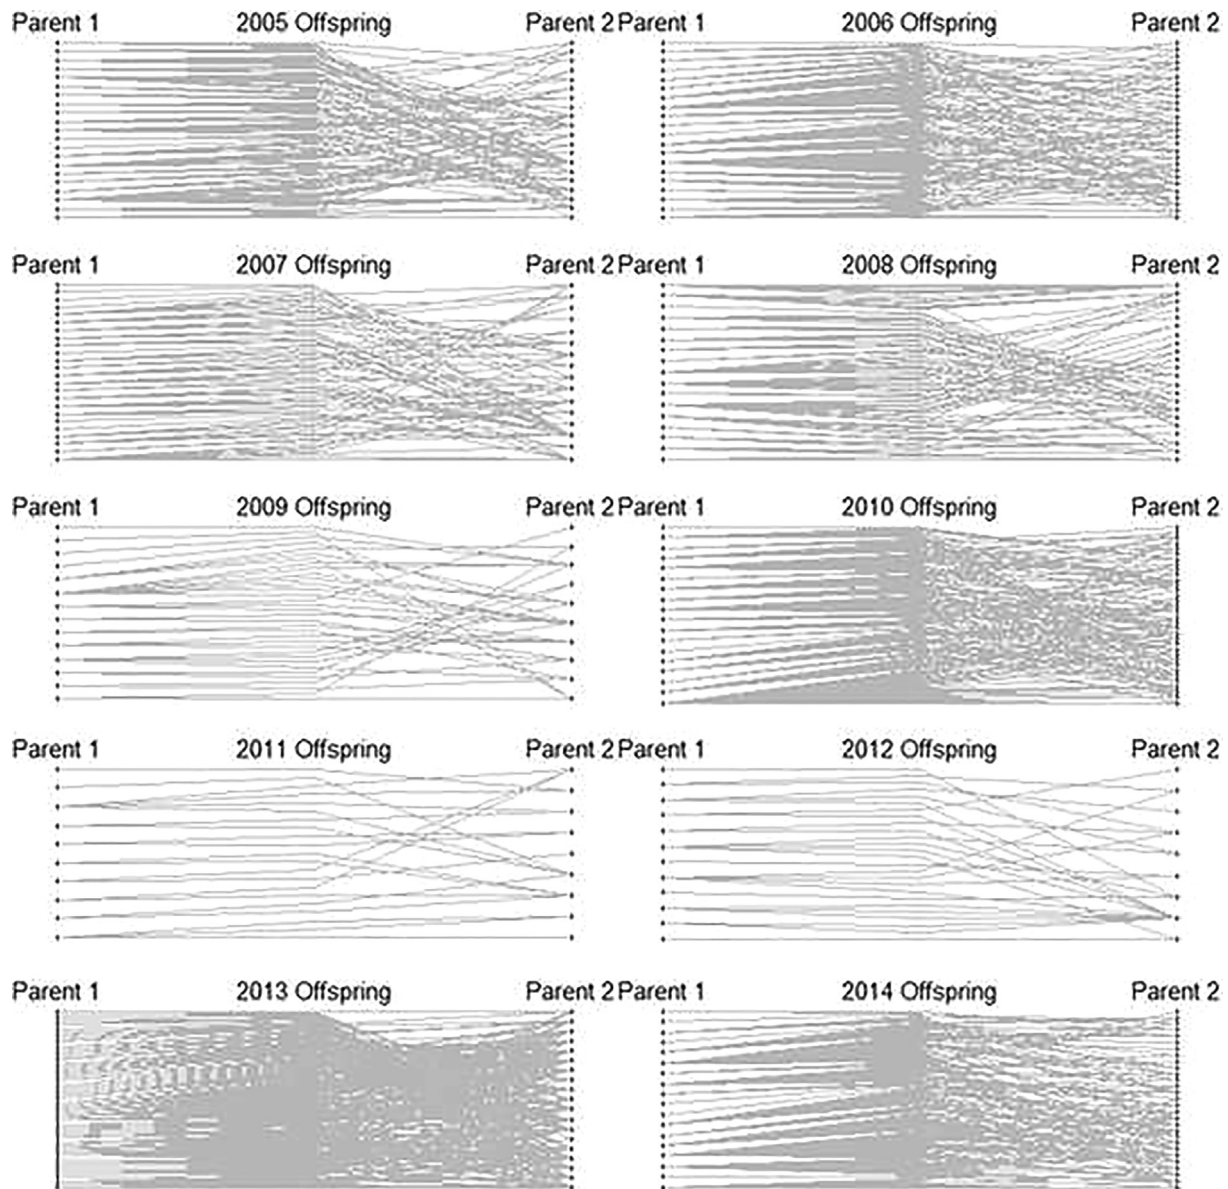 Parent 1 2005 Offspring Parent 2 Parent 1 2006 Offspring Parent 2
Parent 1 2007 Offspring Parent 2 Parent 1 2008 Offspring Parent 2
Parent 1 2009 Offspring Parent 2 Parent 1 2010 Offspring Parent 2
Parent 1 2011 Offspring Parent 2 Parent 1 2012 Offspring Parent 2
Parent 1 2013 Offspring Parent 2 Parent 1 2014 Offspring Parent 2